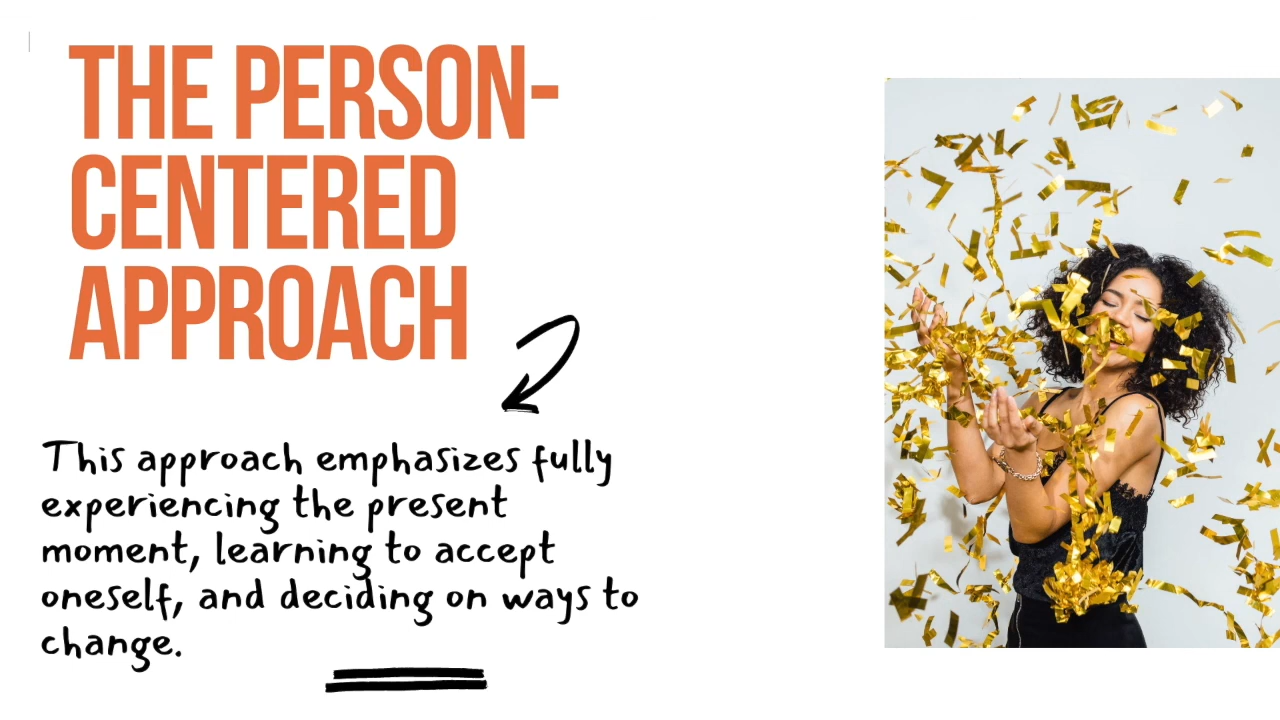 THE PERSON-
CENTERED
APPROACH
This approach emphasizes fully
experiencing the present
moment, learning to accept
oneself, and deciding on ways to
change.